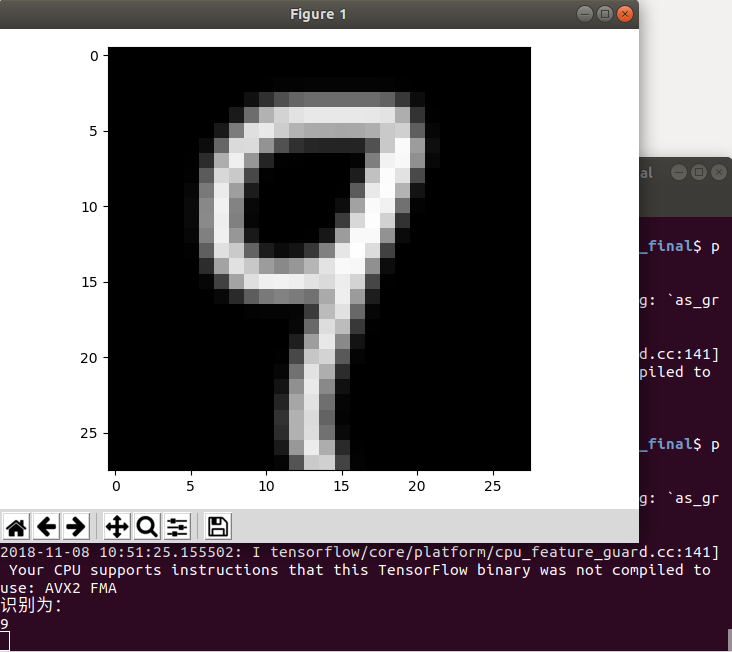 Figure 1
0
5
10
15
20
25
0 5 10 15 20 25
al
_final$ p
g: `as_gr
d.cc:141]
piled to
_final$ p
g: `as_gr
2018-11-08 10:51:25.155502: I tensorflow/core/platform/cpu_feature_guard.cc:141]
Your CPU supports instructions that this TensorFlow binary was not compiled to
use: AVX2 FMA
识别为:
9